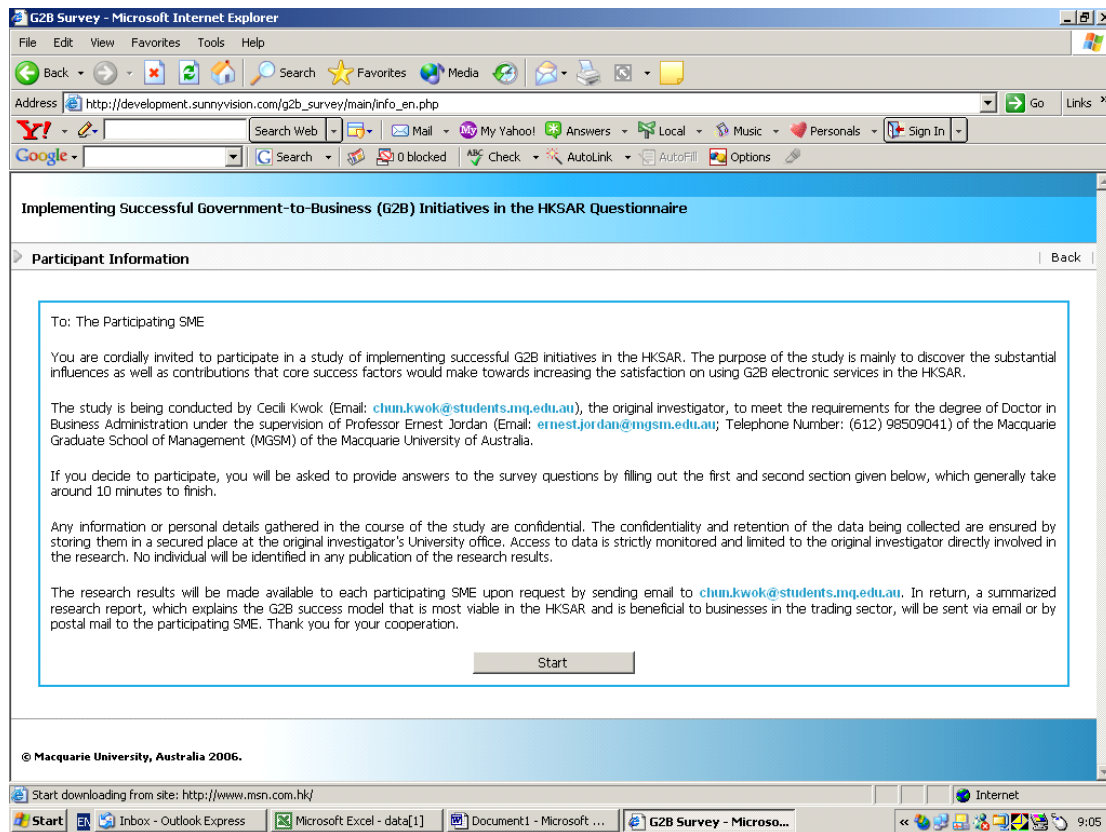 G2B Survey - Microsoft Internet Explorer
File Edit View Favorites Tools Help
Back Search Favorites Media
Address http://development.sunnyvision.com/g2b_survey/main/info_en.php Go Links
Y! Search Web Mail My Yahoo! Answers Local Music Personals Sign In
Google Search 0 blocked Check AutoLink AutoFill Options
Implementing Successful Government-to-Business (G2B) Initiatives in the HKSAR Questionnaire
Participant Information | Back |
To: The Participating SME
You are cordially invited to participate in a study of implementing successful G2B initiatives in the HKSAR. The purpose of the study is mainly to discover the substantial
influences as well as contributions that core success factors would make towards increasing the satisfaction on using G2B electronic services in the HKSAR.
The study is being conducted by Cecili Kwok (Email: chun.kwok@students.mq.edu.au), the original investigator, to meet the requirements for the degree of Doctor in
Business Administration under the supervision of Professor Ernest Jordan (Email: ernest.jordan@mgsm.edu.au; Telephone Number: (612) 98509041) of the Macquarie
Graduate School of Management (MGSM) of the Macquarie University of Australia.
If you decide to participate, you will be asked to provide answers to the survey questions by filling out the first and second section given below, which generally take
around 10 minutes to finish.
Any information or personal details gathered in the course of the study are confidential. The confidentiality and retention of the data being collected are ensured by
storing them in a secured place at the original investigator's University office. Access to data is strictly monitored and limited to the original investigator directly involved in
the research. No individual will be identified in any publication of the research results.
The research results will be made available to each participating SME upon request by sending email to chun.kwok@students.mq.edu.au. In return, a summarized
research report, which explains the G2B success model that is most viable in the HKSAR and is beneficial to businesses in the trading sector, will be sent via email or by
postal mail to the participating SME. Thank you for your cooperation.
Start
© Macquarie University, Australia 2006.
Start downloading from site: http://www.msn.com.hk/ Internet
Start EN Inbox - Outlook Express Microsoft Excel - data[1] Document1 - Microsoft ... G2B Survey - Microso... 9:05